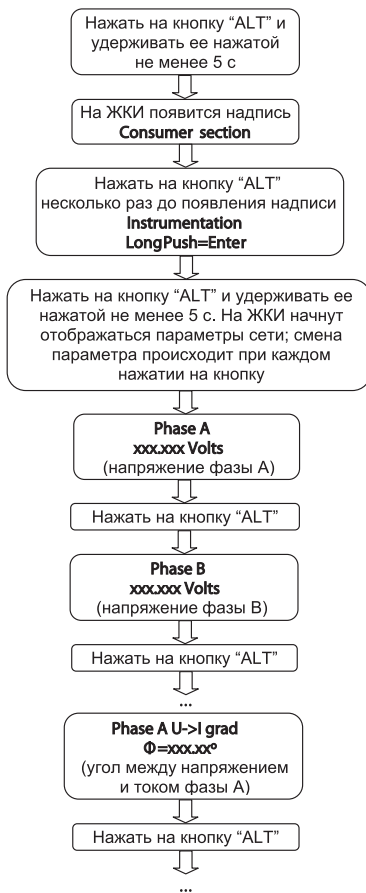 Нажать на кнопку “ALT” и
удерживать ее нажатой
не менее 5 с
На ЖКИ появится надпись
Consumer section
Нажать на кнопку “ALT”
несколько раз до появления надписи
Instrumentation
LongPush=Enter
Нажать на кнопку “ALT” и удерживать ее
нажатой не менее 5 с. На ЖКИ начнут
отображаться параметры сети; смена
параметра происходит при каждом
нажатии на кнопку
Phase A
xxx.xxx Volts
(напряжение фазы А)
Нажать на кнопку “ALT”
Phase B
xxx.xxx Volts
(напряжение фазы В)
Нажать на кнопку “ALT”
...
Phase A U->I grad
Φ=xxx.xxº
(угол между напряжением
и током фазы А)
Нажать на кнопку “ALT”
...